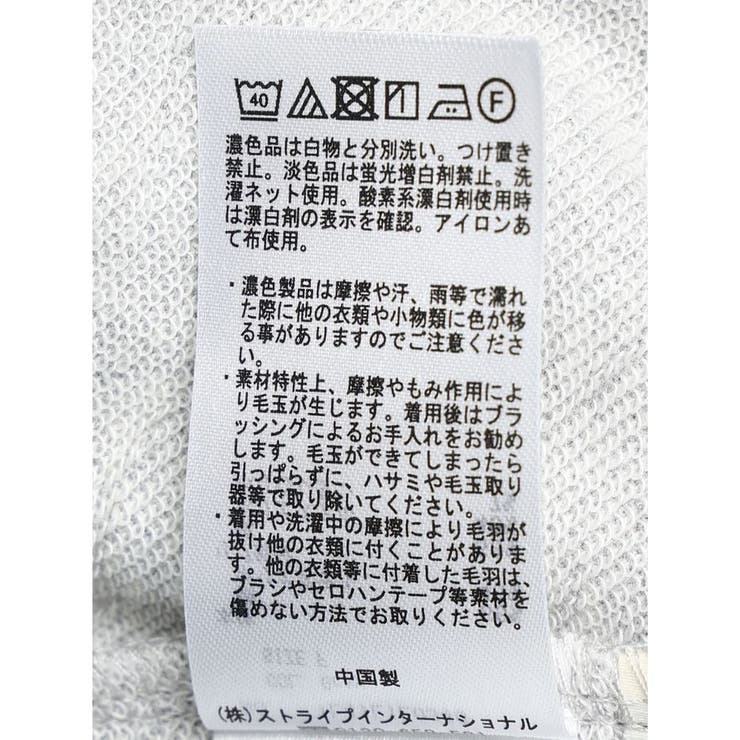 40 F
濃色品は白物と分別洗い。つけ置き
禁止。淡色品は蛍光増白剤禁止。洗
濯ネット使用。酸素系漂白剤使用時
は漂白剤の表示を確認。アイロンあ
て布使用。
・濃色製品は摩擦や汗、雨等で濡れ
た際に他の衣類や小物類に色が移
る事がありますのでご注意くださ
い。
・素材特性上、摩擦やもみ作用によ
り毛玉が生じます。着用後はブラ
ッシングによるお手入れをお勧め
します。毛玉ができてしまったら
引っぱらずに、ハサミや毛玉取り
器等で取り除いてください。
・着用や洗濯中の摩擦により毛羽が
抜け他の衣類に付くことがありま
す。他の衣類等に付着した毛羽は、
ブラシやセロハンテープ等素材を
傷めない方法でお取りください。
SIZE F
中国製
(株)ストライプインターナショナル